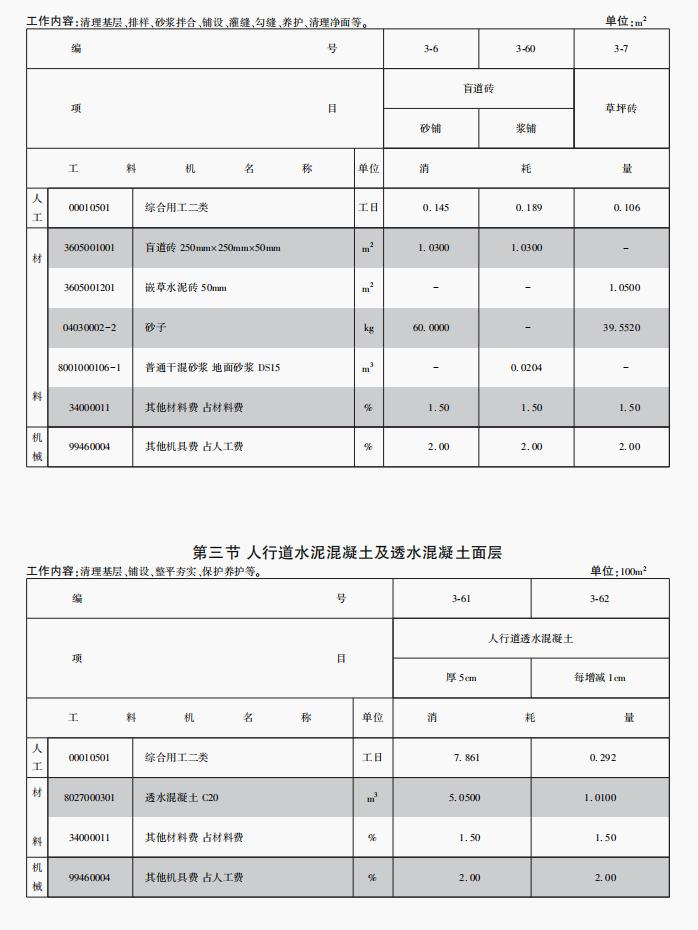 工作内容:清理基层、排样、砂浆拌合、铺设、灌缝、勾缝、养护、清理净面等。 单位:m²
编 号 3-6 3-60 3-7
盲道砖
项 目 草坪砖
砂铺 浆铺
工 料 机 名 称 单位 消 耗 量
人工 00010501 综合用工二类 工日 0.145 0.189 0.106
材料 3605001001 盲道砖 250mm×250mm×50mm m² 1.0300 1.0300 –
3605001201 嵌草水泥砖 50mm m² – – 1.0500
04030002-2 砂子 kg 60.0000 – 39.5520
8001000106-1 普通干混砂浆 地面砂浆 DS15 m³ – 0.0204 –
34000011 其他材料费 占材料费 % 1.50 1.50 1.50
机械 99460004 其他机具费 占人工费 % 2.00 2.00 2.00
第三节 人行道水泥混凝土及透水混凝土面层
工作内容:清理基层、铺设、整平夯实、保护养护等。 单位:100m²
编 号 3-61 3-62
人行道透水混凝土
项 目
厚 5cm 每增减 1cm
工 料 机 名 称 单位 消 耗 量
人工 00010501 综合用工二类 工日 7.861 0.292
材料 8027000301 透水混凝土 C20 m³ 5.0500 1.0100
34000011 其他材料费 占材料费 % 1.50 1.50
机械 99460004 其他机具费 占人工费 % 2.00 2.00